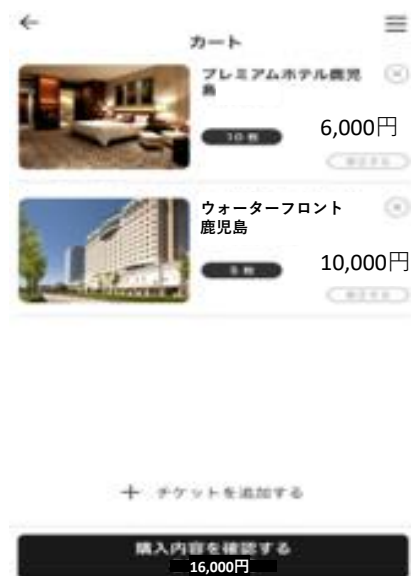 カート
プレミアムホテル鹿児
島
10 枚
6,000円
ウォーターフロント
鹿児島
10,000円
＋ チケットを追加する
購入内容を確認する
16,000円